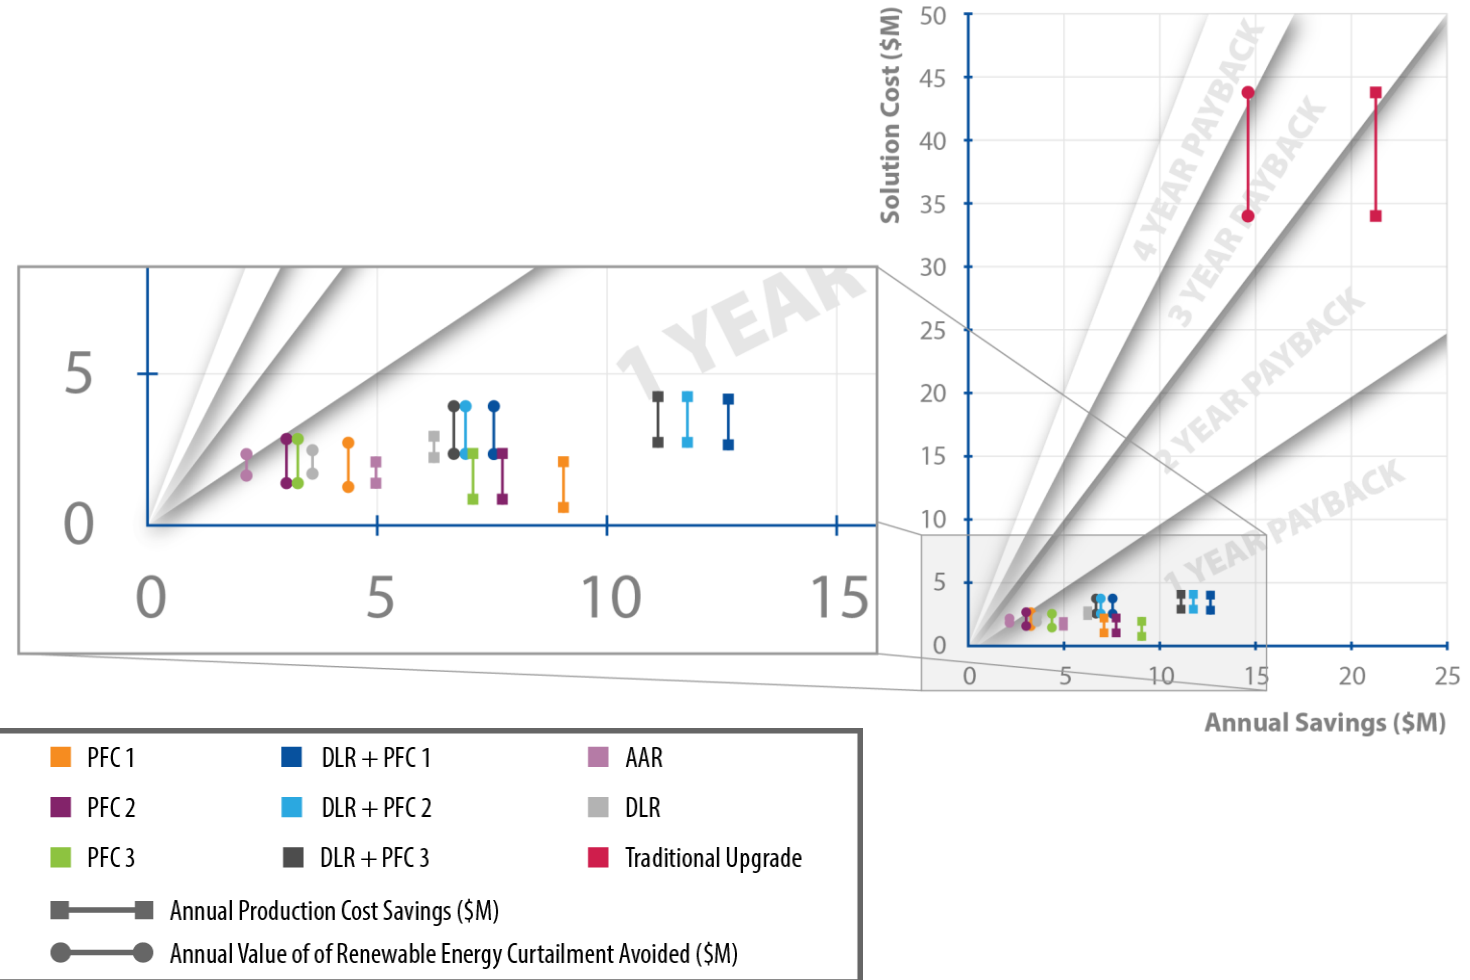 Solution Cost ($M)
50
45
40
35
30
25
20
15
10
5
0
0
5
10
15
20
25
Annual Savings ($M)
4 YEAR PAYBACK
3 YEAR PAYBACK
2 YEAR PAYBACK
1 YEAR PAYBACK
5
0
0
5
10
15
1 YEAR
PFC 1
DLR + PFC 1
AAR
PFC 2
DLR + PFC 2
DLR
PFC 3
DLR + PFC 3
Traditional Upgrade
Annual Production Cost Savings ($M)
Annual Value of of Renewable Energy Curtailment Avoided ($M)